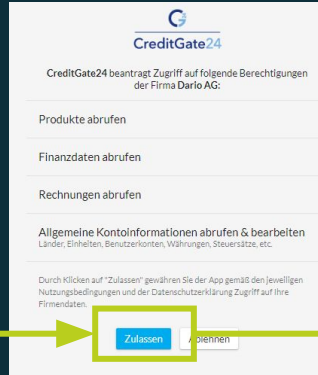 CreditGate24
CreditGate24 beantragt Zugriff auf folgende Berechtigungen
der Firma Dario AG:
Produkte abrufen
Finanzdaten abrufen
Rechnungen abrufen
Allgemeine Kontoinformationen abrufen & bearbeiten
Länder, Einheiten, Benutzerkonten, Währungen, Steuersätze, etc.
Durch Klicken auf "Zulassen" gewähren Sie der App gemäß den jeweiligen
Nutzungsbedingungen und der Datenschutzerklärung Zugriff auf Ihre
Firmendaten.
Zulassen Ablehnen